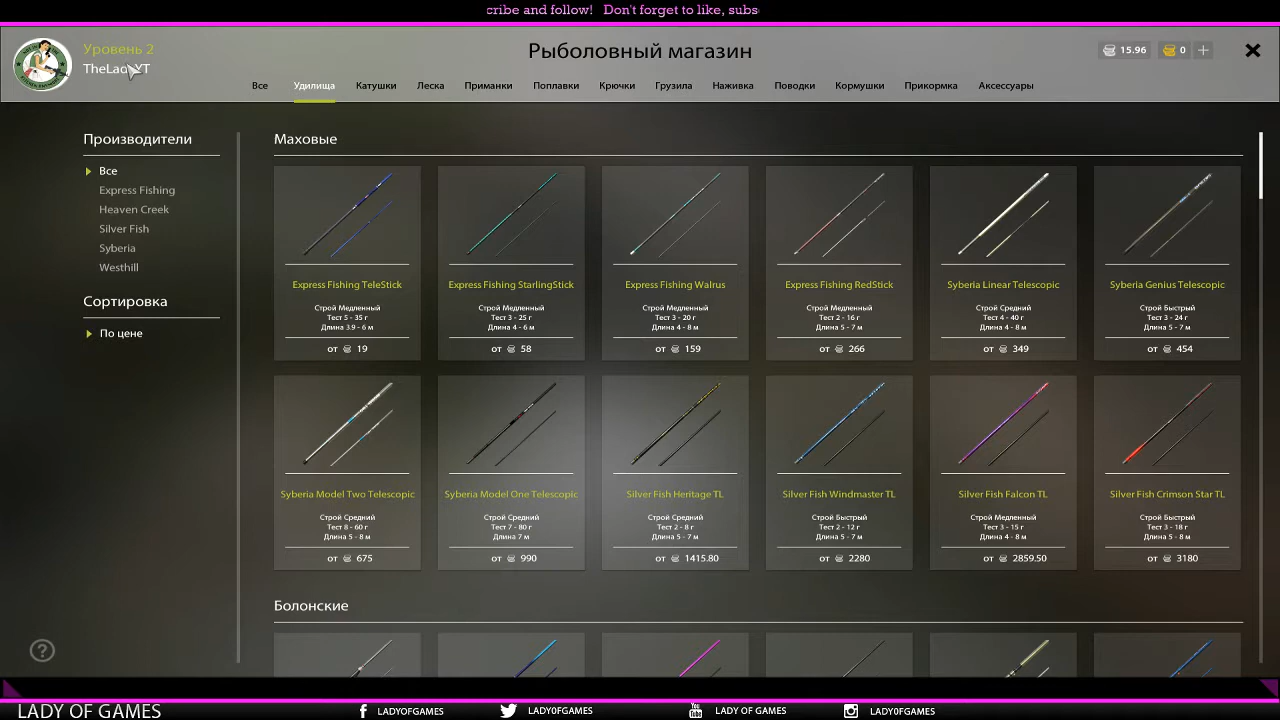 cribe and follow! Don't forget to like, subs
Уровень 2
Рыболовный магазин
15.96
0
Все Удилища Катушки Леска Приманки Поплавки Крючки Грузила Наживка Поводки Кормушки Прикормка Аксессуары
Производители
Все
Express Fishing
Heaven Creek
Silver Fish
Syberia
Westhill
Сортировка
По цене
Маховые
Express Fishing TeleStick
Строй Медленный
Тест 5 - 35 г
Длина 3.9 - 6 м
от 19
Express Fishing StarlingStick
Строй Медленный
Тест 3 - 25 г
Длина 4 - 6 м
от 58
Express Fishing Walrus
Строй Медленный
Тест 3 - 20 г
Длина 4 - 8 м
от 159
Express Fishing RedStick
Строй Медленный
Тест 2 - 16 г
Длина 5 - 7 м
от 266
Syberia Linear Telescopic
Строй Средний
Тест 4 - 40 г
Длина 4 - 8 м
от 349
Syberia Genius Telescopic
Строй Быстрый
Тест 3 - 24 г
Длина 5 - 7 м
от 454
Syberia Model Two Telescopic
Строй Средний
Тест 8 - 60 г
Длина 5 - 8 м
от 675
Syberia Model One Telescopic
Строй Средний
Тест 7 - 80 г
Длина 7 м
от 990
Silver Fish Heritage TL
Строй Средний
Тест 2 - 8 г
Длина 5 - 7 м
от 1415.80
Silver Fish Windmaster TL
Строй Быстрый
Тест 2 - 12 г
Длина 5 - 7 м
от 2280
Silver Fish Falcon TL
Строй Медленный
Тест 3 - 15 г
Длина 4 - 8 м
от 2859.50
Silver Fish Crimson Star TL
Строй Быстрый
Тест 3 - 18 г
Длина 5 - 8 м
от 3180
Болонские
LADY OF GAMES
LADYOFGAMES
LADY0FGAMES
LADY OF GAMES
LADY0FGAMES